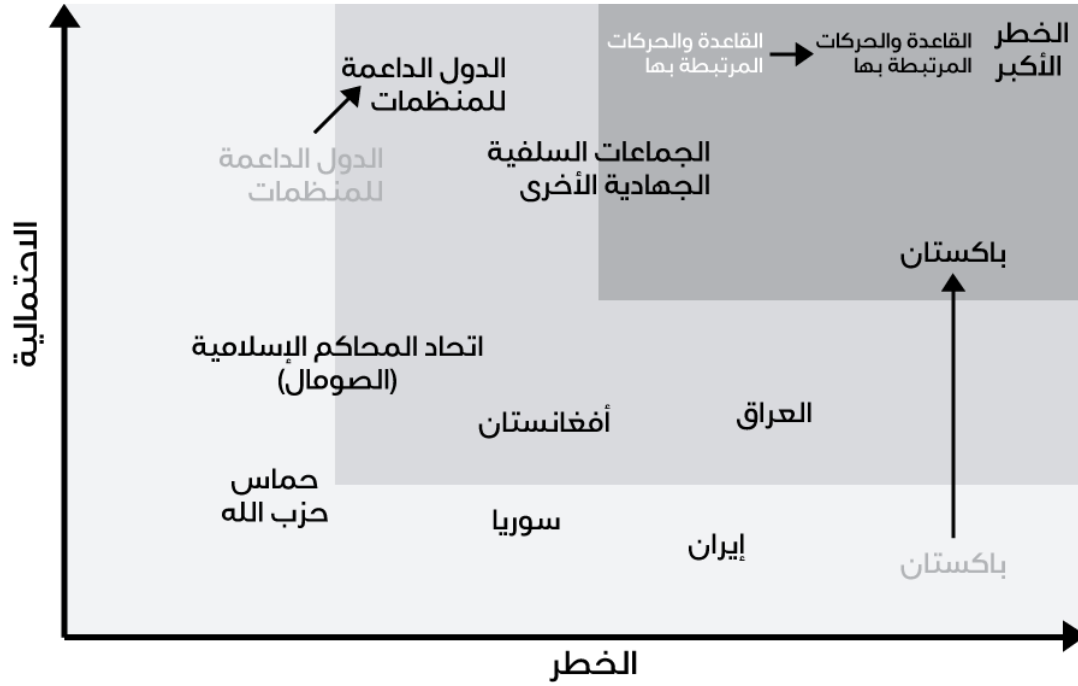 الخطر
الأكبر
القاعدة والحركات
المرتبطة بها
القاعدة والحركات
المرتبطة بها
الدول الداعمة
للمنظمات
الدول الداعمة
للمنظمات
الجماعات السلفية
الجهادية الأخرى
باكستان
اتحاد المحاكم الإسلامية
(الصومال)
العراق
أفغانستان
حماس
حزب الله
سوريا
إيران
باكستان
الاحتمالية
الخطر